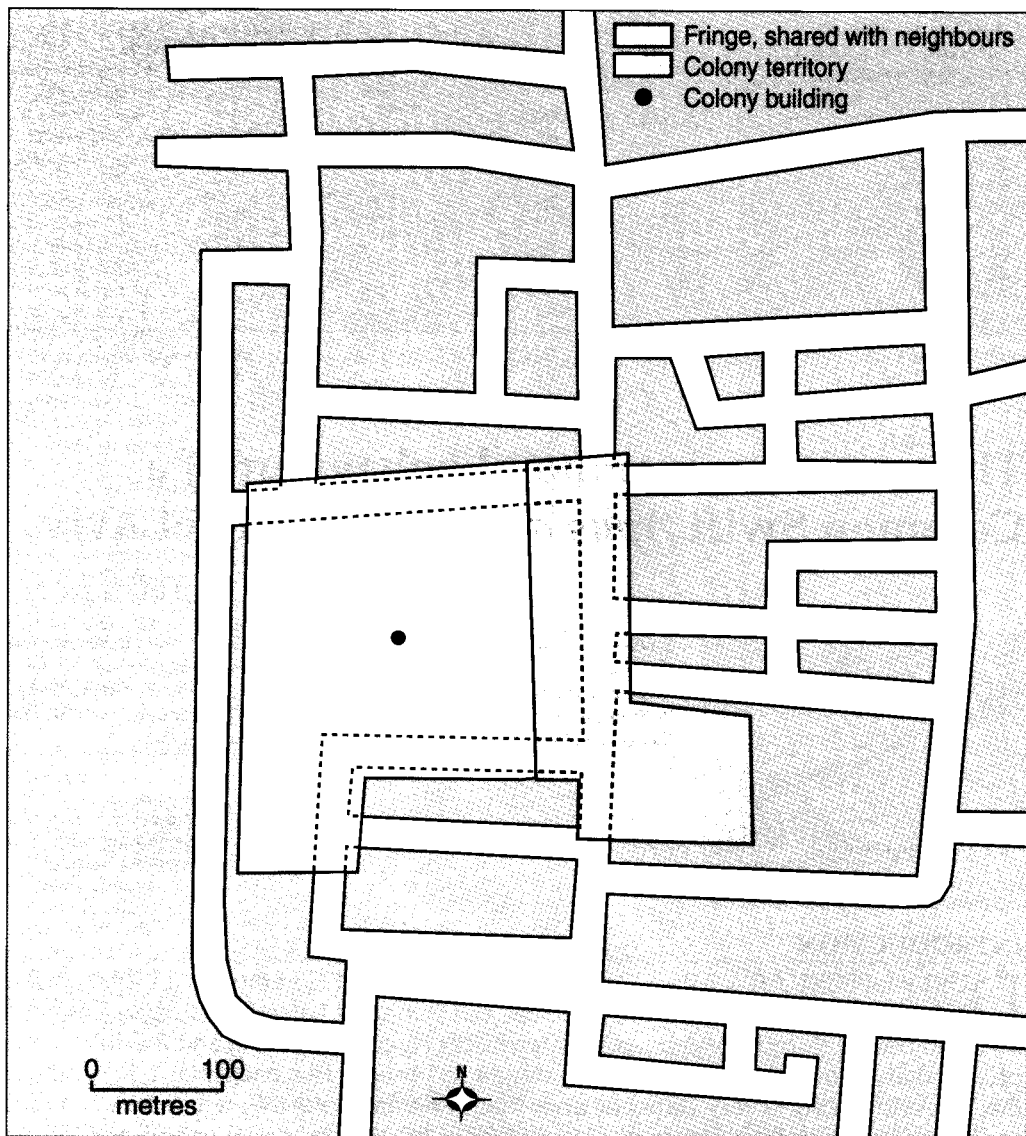 Fringe, shared with neighbours
Colony territory
Colony building
0 100
metres
N